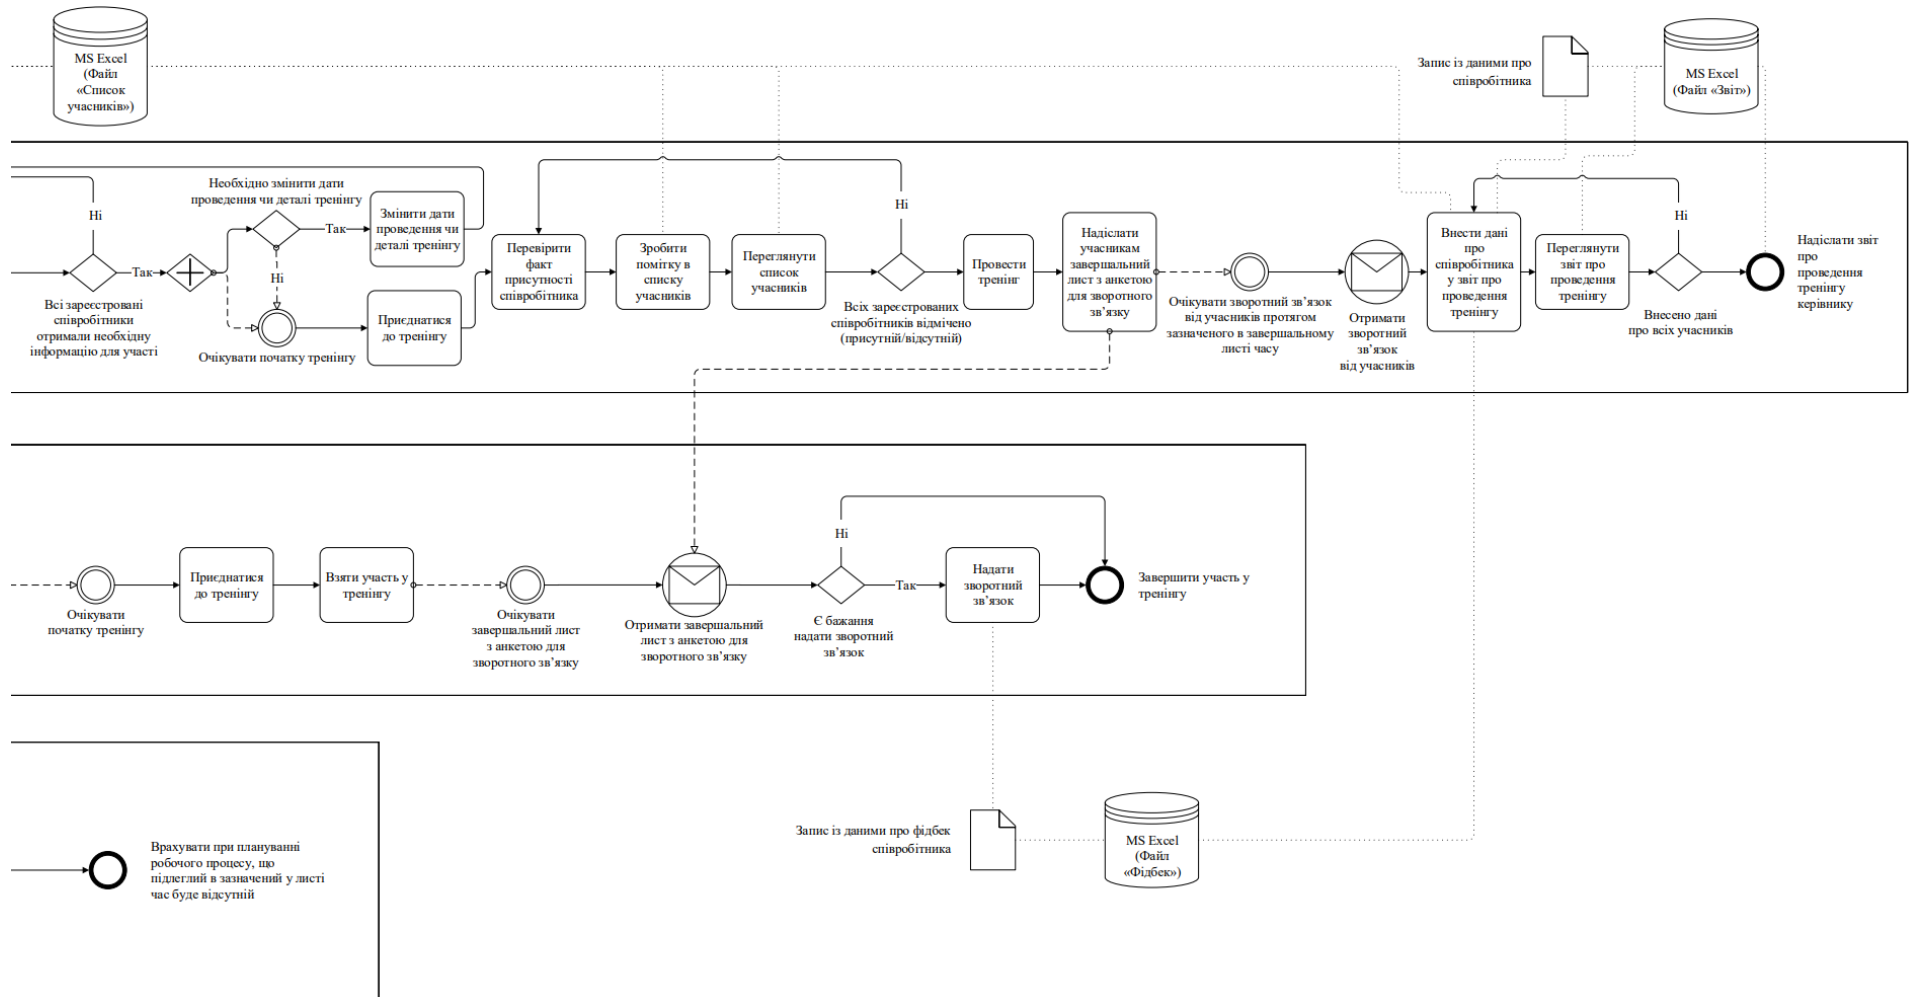 MS Excel
(Файл
«Список
учасників»)
Запис із даними про
співробітника
MS Excel
(Файл «Звіт»)
Ні
Всі зареєстровані
співробітники
отримали необхідну
інформацію для участі
Так
Необхідно змінити дати
проведення чи деталі тренінгу
Так
Ні
Змінити дати
проведення чи
деталі тренінгу
Очікувати початку тренінгу
Приєднатися
до тренінгу
Перевірити
факт
присутності
співробітника
Зробити
помітку в
списку
учасників
Переглянути
список
учасників
Ні
Всіх зареєстрованих
співробітників відмічено
(присутній/відсутній)
Провести
тренінг
Надіслати
учасникам
завершальний
лист з анкетою
для зворотного
зв’язку
Очікувати зворотний зв’язок
від учасників протягом
зазначеного в завершальному
листі часу
Отримати
зворотний
зв’язок
від учасників
Внести дані
про
співробітника
у звіт про
проведення
тренінгу
Переглянути
звіт про
проведення
тренінгу
Ні
Внесено дані
про всіх учасників
Надіслати звіт
про
проведення
тренінгу
керівнику
Очікувати
початку тренінгу
Приєднатися
до тренінгу
Взяти участь у
тренінгу
Очікувати
завершальний лист
з анкетою для
зворотного зв’язку
Отримати завершальний
лист з анкетою для
зворотного зв’язку
Ні
Є бажання
надати зворотний
зв’язок
Так
Надати
зворотний
зв’язок
Завершити участь у
тренінгу
Запис із даними про фідбек
співробітника
MS Excel
(Файл
«Фідбек»)
Врахувати при плануванні
робочого процесу, що
підлеглий в зазначений у листі
час буде відсутній